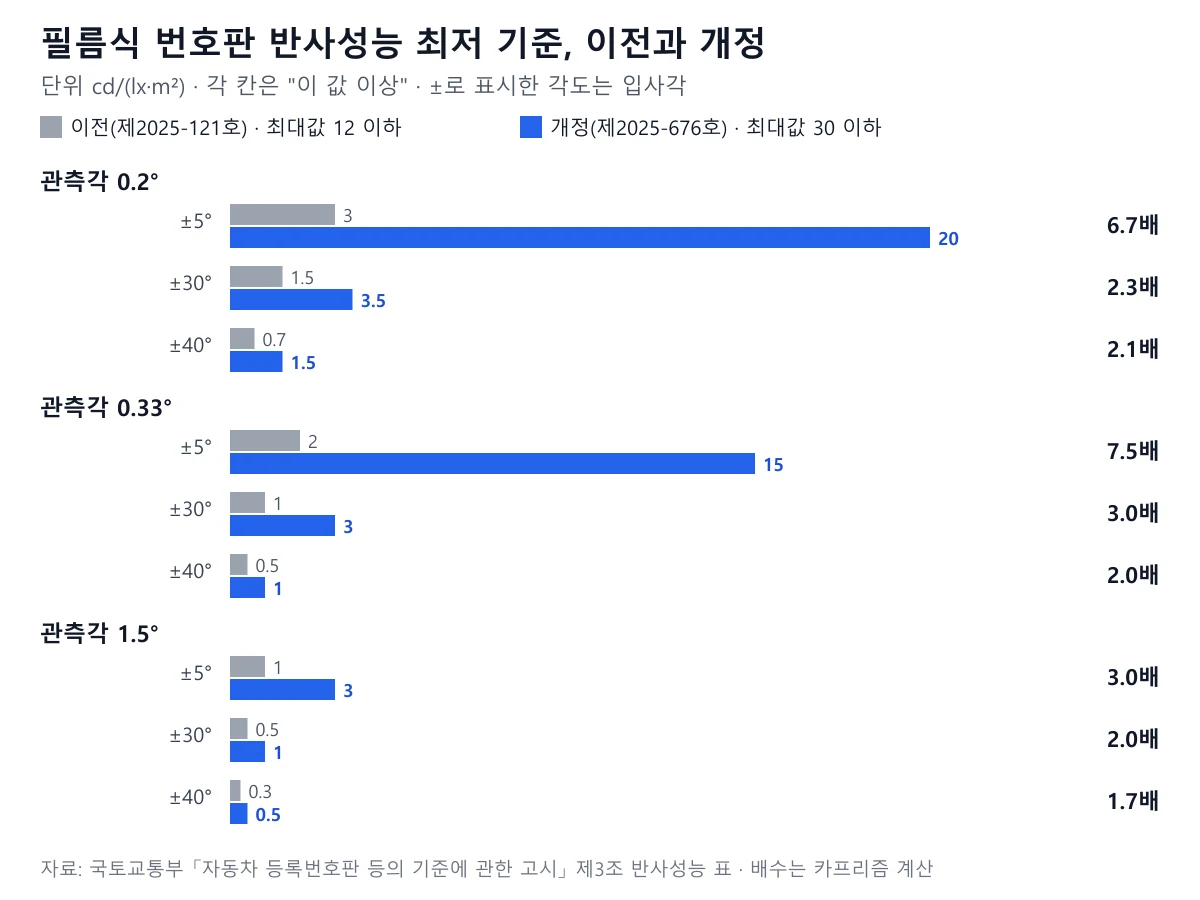 필름식 번호판 반사성능 최저 기준, 이전과 개정
단위 cd/(lx·m²) · 각 칸은 "이 값 이상" · ±로 표시한 각도는 입사각
이전(제2025-121호) · 최대값 12 이하
개정(제2025-676호) · 최대값 30 이하
관측각 0.2°
±5° 3 20 6.7배
±30° 1.5 3.5 2.3배
±40° 0.7 1.5 2.1배
관측각 0.33°
±5° 2 15 7.5배
±30° 1 3 3.0배
±40° 0.5 1 2.0배
관측각 1.5°
±5° 1 3 3.0배
±30° 0.5 1 2.0배
±40° 0.3 0.5 1.7배
자료: 국토교통부 「자동차 등록번호판 등의 기준에 관한 고시」 제3조 반사성능 표 · 배수는 카프리즘 계산